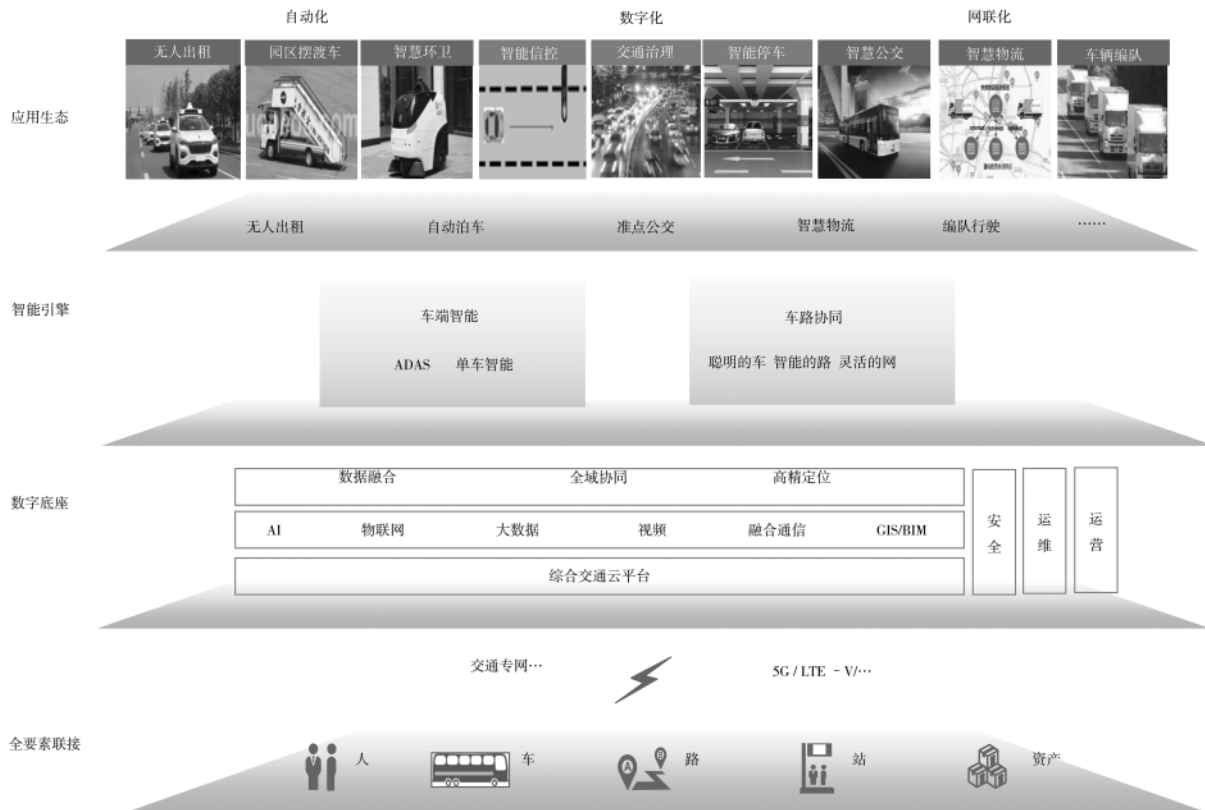 自动化 数字化 网联化
无人出租 园区摆渡车 智慧环卫 智能信控 交通治理 智能停车 智慧公交 智慧物流 车辆编队
应用生态
无人出租 自动泊车 准点公交 智慧物流 编队行驶 ……
智能引擎
车端智能 车路协同
ADAS 单车智能 聪明的车 智能的路 灵活的网
数字底座
数据融合 全域协同 高精定位
AI 物联网 大数据 视频 融合通信 GIS/BIM
综合交通云平台
安全
运维
运营
交通专网… 5G / LTE - V/…
全要素联接
人 车 路 站 资产
A
B